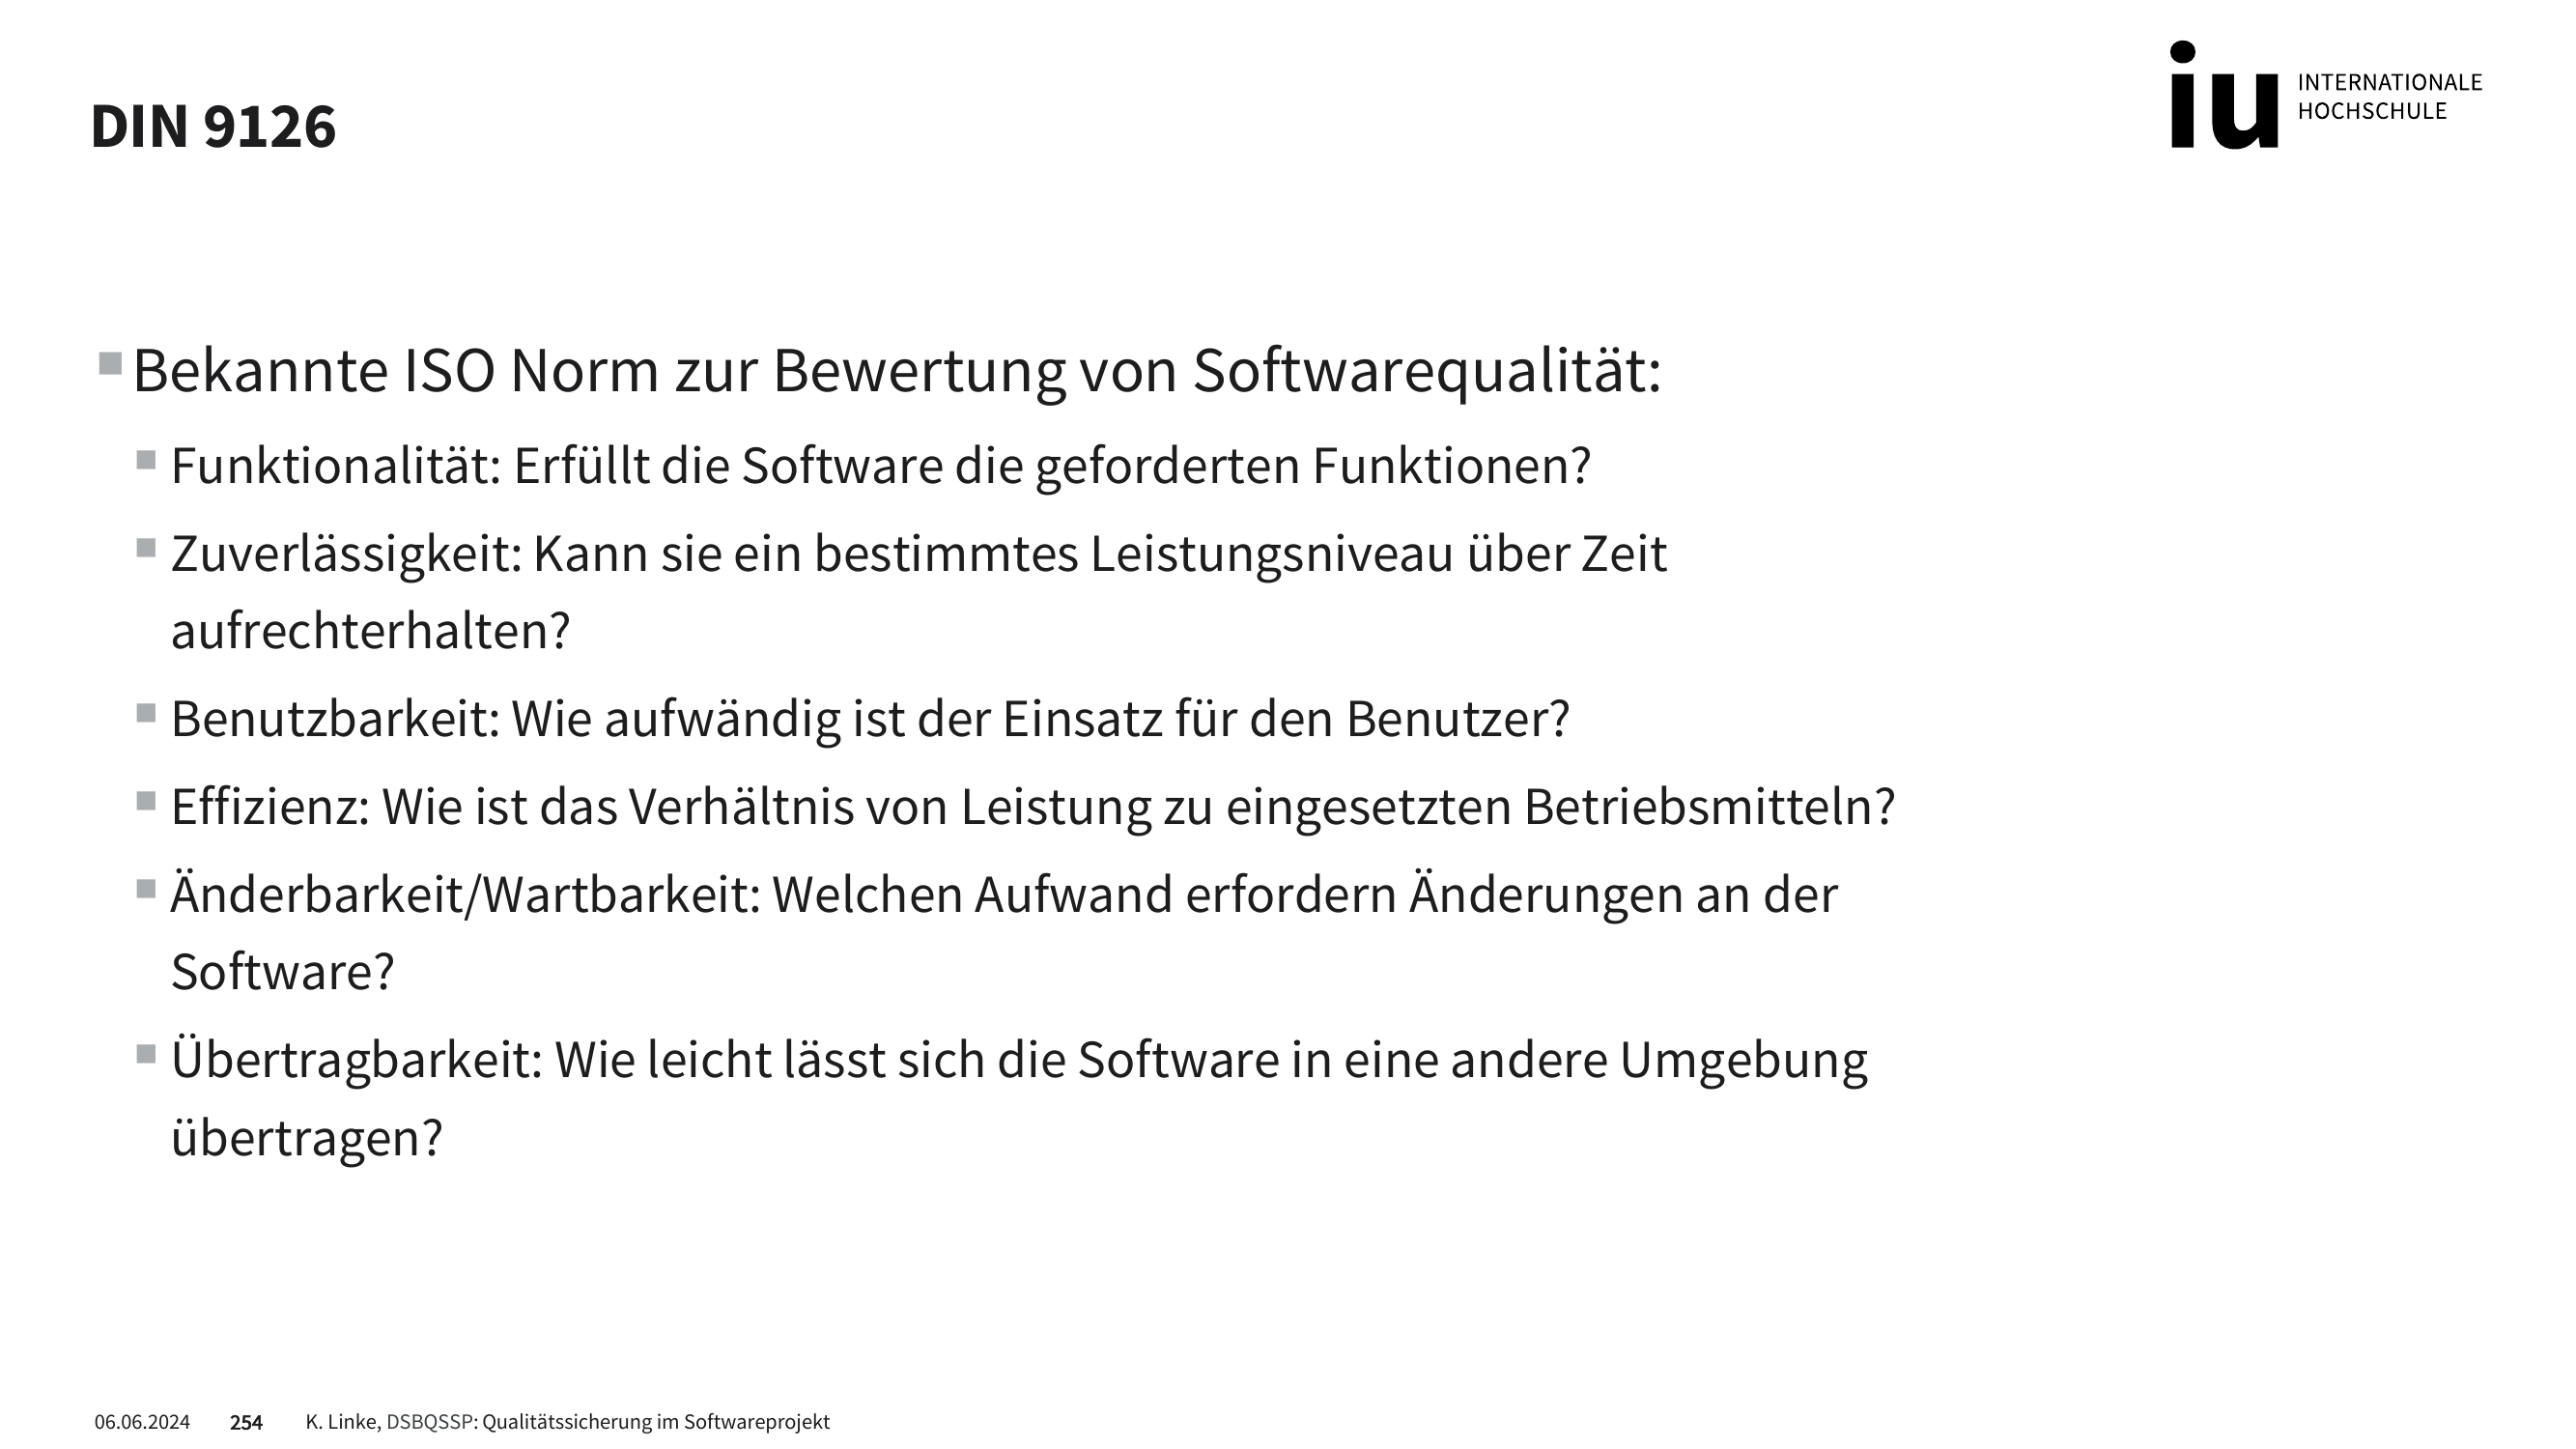 DIN 9126
iu INTERNATIONALE
HOCHSCHULE
Bekannte ISO Norm zur Bewertung von Softwarequalität:
Funktionalität: Erfüllt die Software die geforderten Funktionen?
Zuverlässigkeit: Kann sie ein bestimmtes Leistungsniveau über Zeit
aufrechterhalten?
Benutzbarkeit: Wie aufwändig ist der Einsatz für den Benutzer?
Effizienz: Wie ist das Verhältnis von Leistung zu eingesetzten Betriebsmitteln?
Änderbarkeit/Wartbarkeit: Welchen Aufwand erfordern Änderungen an der
Software?
Übertragbarkeit: Wie leicht lässt sich die Software in eine andere Umgebung
übertragen?
06.06.2024 254 K. Linke, DSBQSSP: Qualitätssicherung im Softwareprojekt